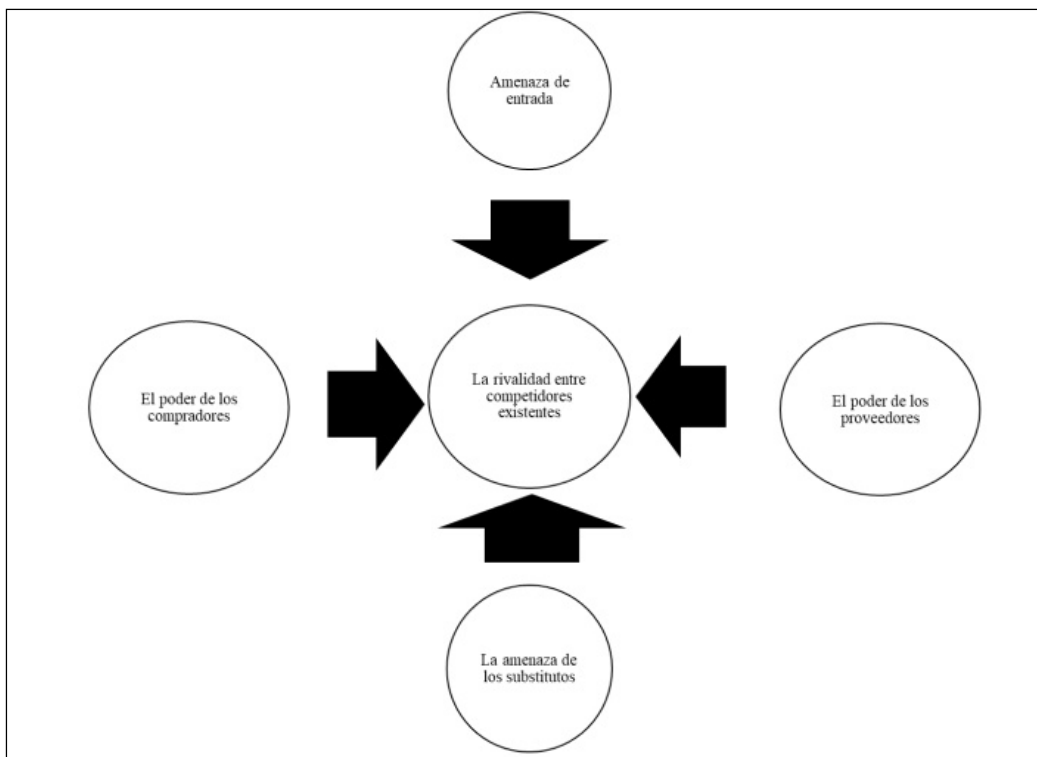 Amenaza de
entrada
El poder de los
compradores
La rivalidad entre
competidores
existentes
El poder de los
proveedores
La amenaza de
los substitutos